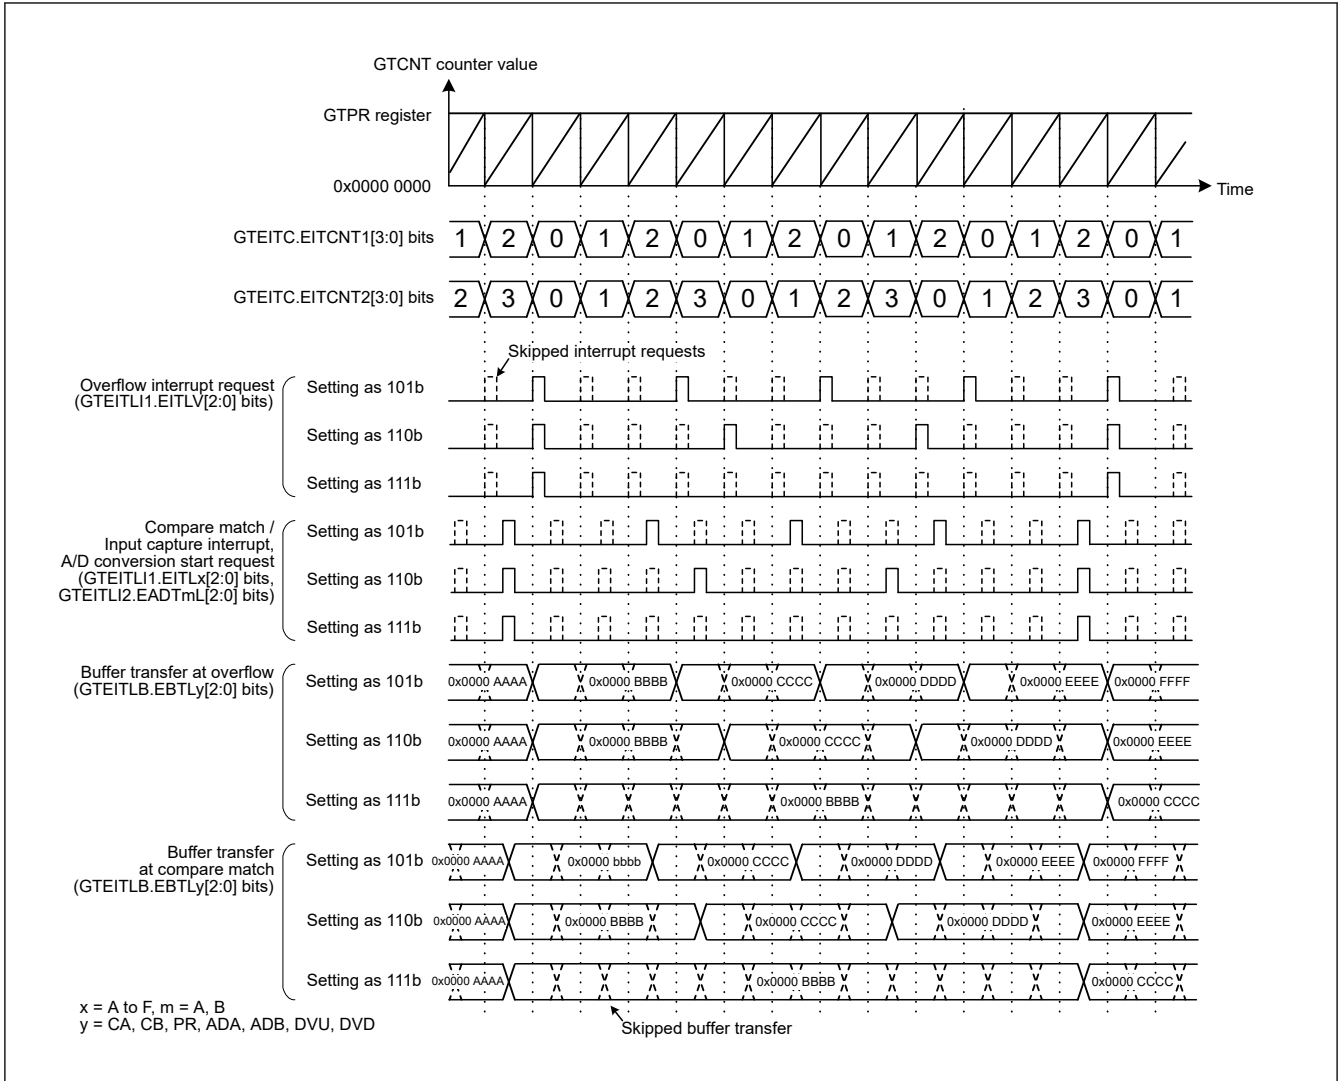 GTCNT counter value
GTPR register
0x0000 0000
Time
GTEITC.EITCNT1[3:0] bits 1 2 0 1 2 0 1 2 0 1 2 0 1 2 0 1
GTEITC.EITCNT2[3:0] bits 2 3 0 1 2 3 0 1 2 3 0 1 2 3 0 1
Skipped interrupt requests
Overflow interrupt request
(GTEITLI1.EITLV[2:0] bits)
Setting as 101b
Setting as 110b
Setting as 111b
Compare match /
Input capture interrupt,
A/D conversion start request
(GTEITLI1.EITLx[2:0] bits,
GTEITLI2.EADTmL[2:0] bits)
Setting as 101b
Setting as 110b
Setting as 111b
Buffer transfer at overflow
(GTEITLB.EBTLy[2:0] bits)
Setting as 101b 0x0000 AAAA 0x0000 BBBB 0x0000 CCCC 0x0000 DDDD 0x0000 EEEE 0x0000 FFFF
Setting as 110b 0x0000 AAAA 0x0000 BBBB 0x0000 CCCC 0x0000 DDDD 0x0000 EEEE
Setting as 111b 0x0000 AAAA 0x0000 BBBB 0x0000 CCCC
Buffer transfer
at compare match
(GTEITLB.EBTLy[2:0] bits)
Setting as 101b 0x0000 AAAA 0x0000 bbbb 0x0000 CCCC 0x0000 DDDD 0x0000 EEEE 0x0000 FFFF
Setting as 110b 0x0000 AAAA 0x0000 BBBB 0x0000 CCCC 0x0000 DDDD 0x0000 EEEE
Setting as 111b 0x0000 AAAA 0x0000 BBBB 0x0000 CCCC
x = A to F, m = A, B
y = CA, CB, PR, ADA, ADB, DVU, DVD
Skipped buffer transfer